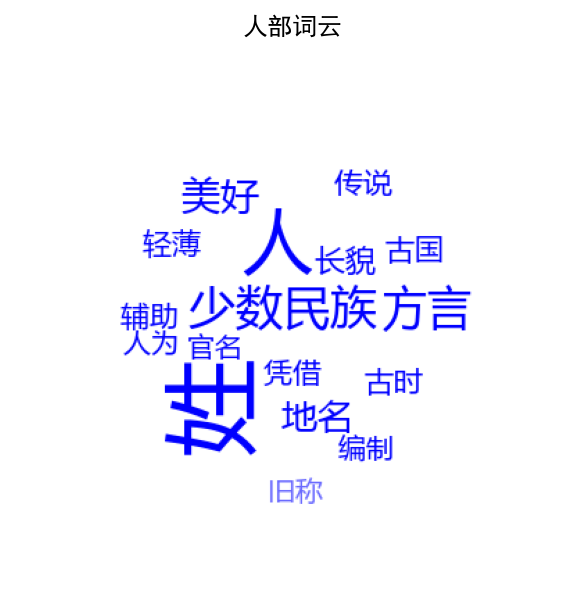 人部词云
传说
美好
人
轻薄
古国
长貌
少数民族
方言
辅助
人为
官名
凭借
古时
姓
地名
编制
旧称